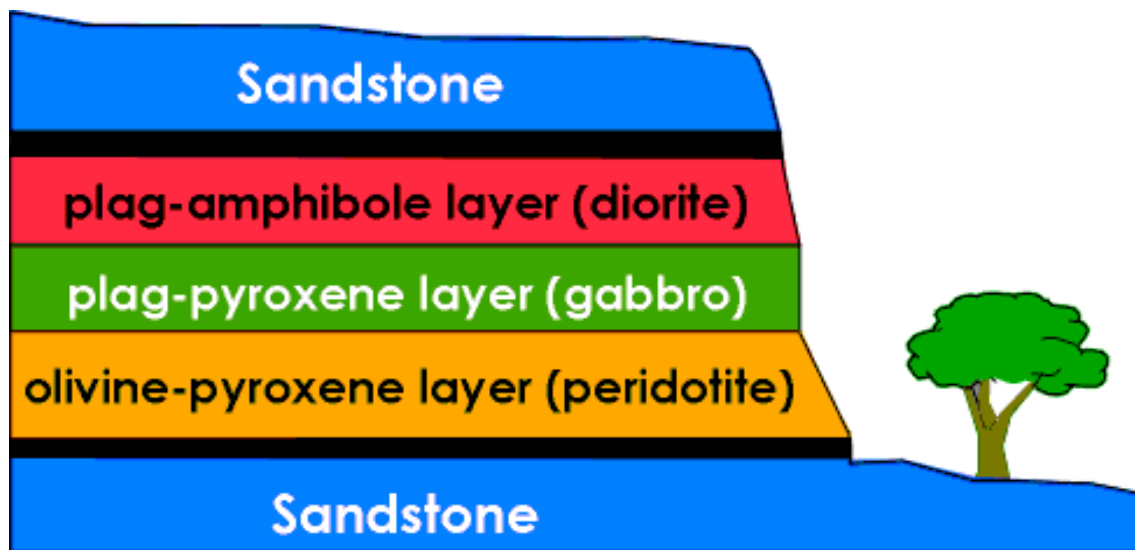 Sandstone
plag-amphibole layer (diorite)
plag-pyroxene layer (gabbro)
olivine-pyroxene layer (peridotite)
Sandstone